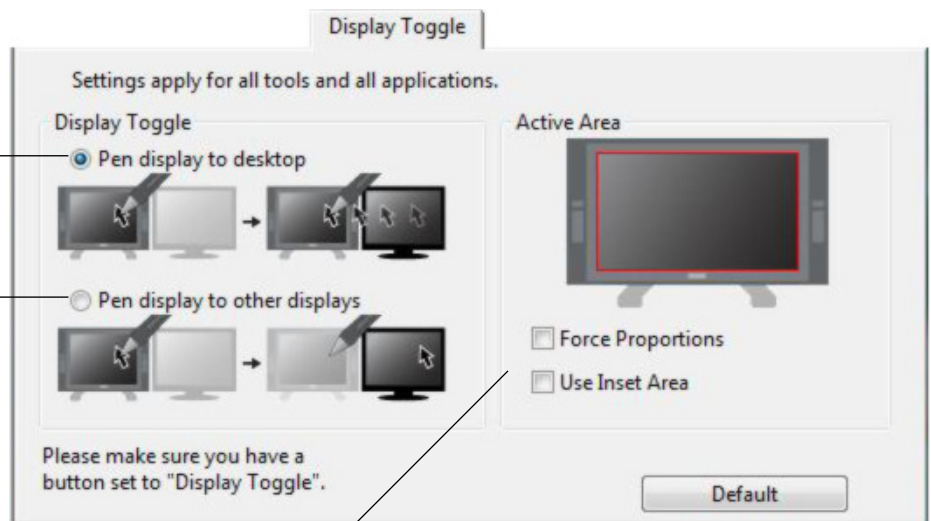 Display Toggle
Settings apply for all tools and all applications.
Display Toggle
Pen display to desktop
Pen display to other displays
Please make sure you have a
button set to "Display Toggle".
Active Area
Force Proportions
Use Inset Area
Default